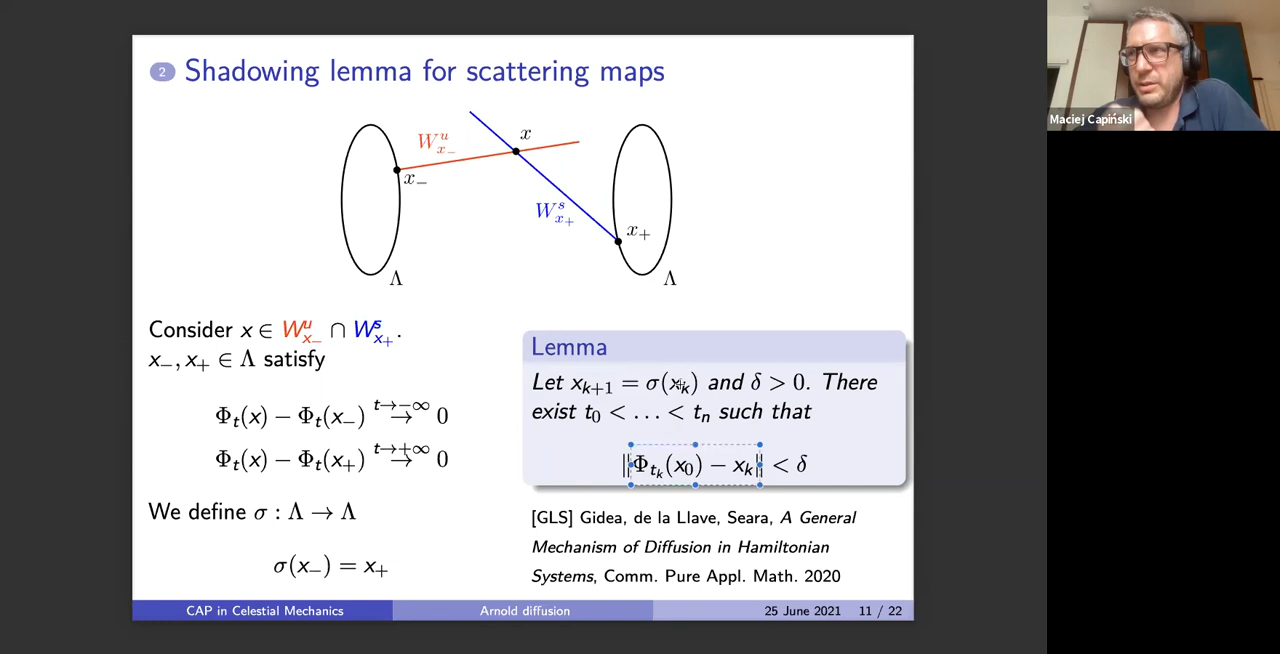 2 Shadowing lemma for scattering maps
Maciej Capiński
W^u_{x_-}
x
x_-
W^s_{x_+}
x_+
Λ
Λ
Consider x ∈ W^u_{x_-} ∩ W^s_{x_+}.
x_-, x_+ ∈ Λ satisfy
Φ_t(x) − Φ_t(x_-) →^{t→−∞} 0
Φ_t(x) − Φ_t(x_+) →^{t→+∞} 0
We define σ : Λ → Λ
σ(x_-) = x_+
Lemma
Let x_{k+1} = σ(x_k) and δ > 0. There
exist t_0 < ... < t_n such that
‖Φ_{t_k}(x_0) − x_k‖ < δ
[GLS] Gidea, de la Llave, Seara, A General
Mechanism of Diffusion in Hamiltonian
Systems, Comm. Pure Appl. Math. 2020
CAP in Celestial Mechanics Arnold diffusion 25 June 2021 11 / 22